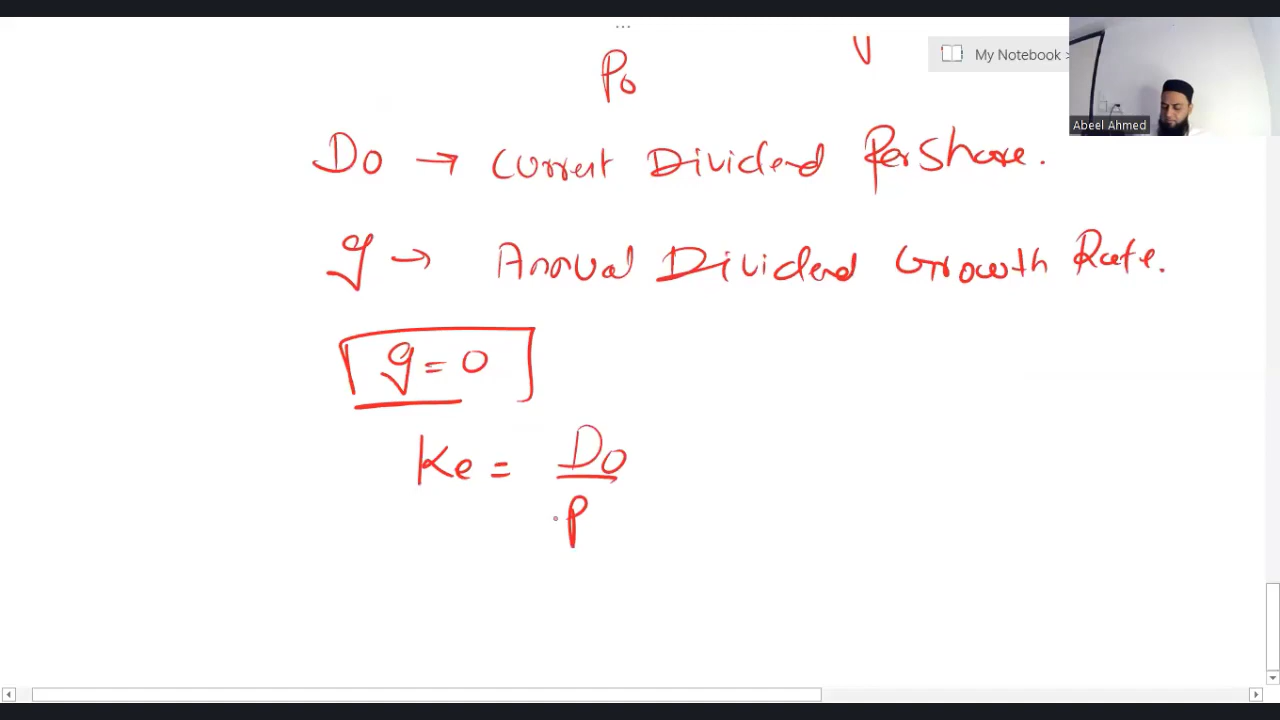 My Notebook >
Po
Abeel Ahmed
Do → Current Dividend Per Share.
g → Annual Dividend Growth Rate.
g = 0
Ke = Do
P